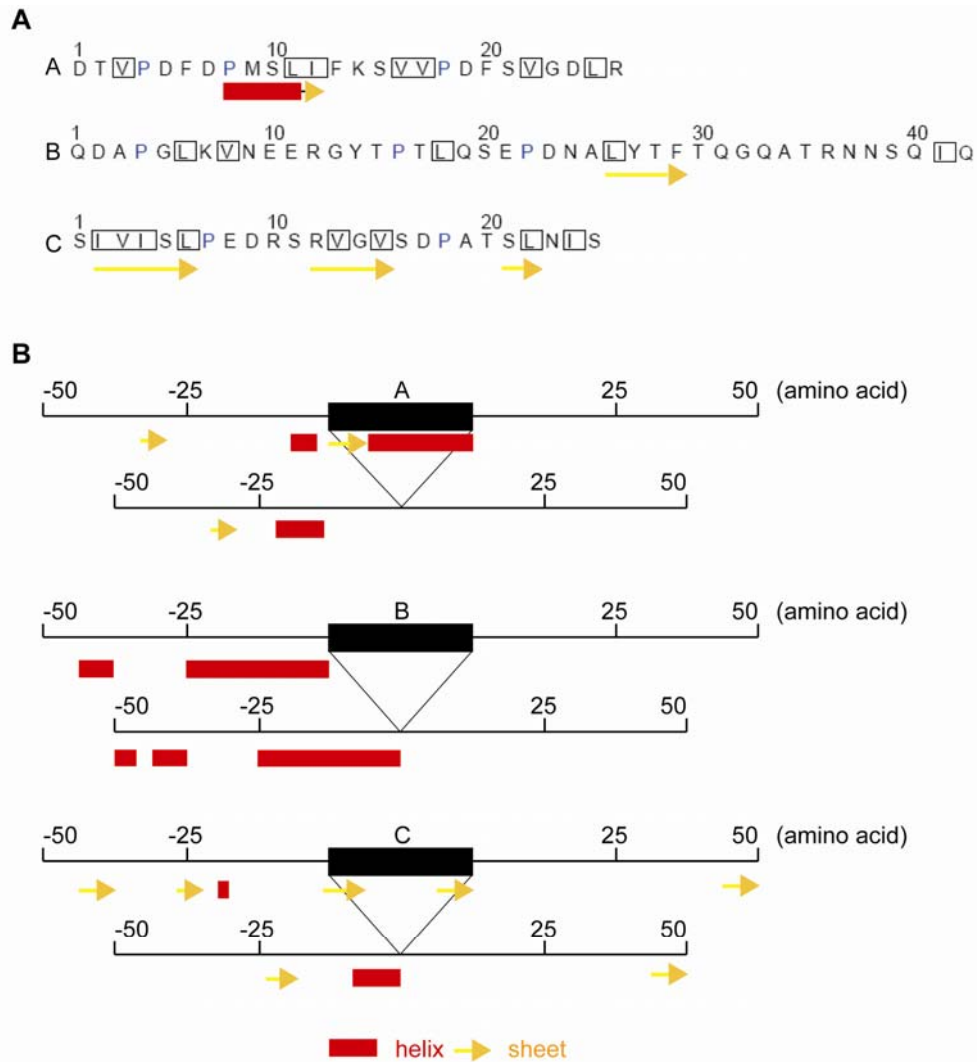 A
1 10 20
A D T V P D F D P M S L I F K S V V P D F S V G D L R
1 10 20 30 40
B Q D A P G L K V N E E R G Y T P T L Q S E P D N A L Y T F T Q G Q A T R N N S Q I Q
1 10 20
C S I V I S L P E D R S R V G V S D P A T S L N I S
B
-50 -25 A 25 50 (amino acid)
-50 -25 25 50
-50 -25 B 25 50 (amino acid)
-50 -25 25 50
-50 -25 C 25 50 (amino acid)
-50 -25 25 50
helix sheet